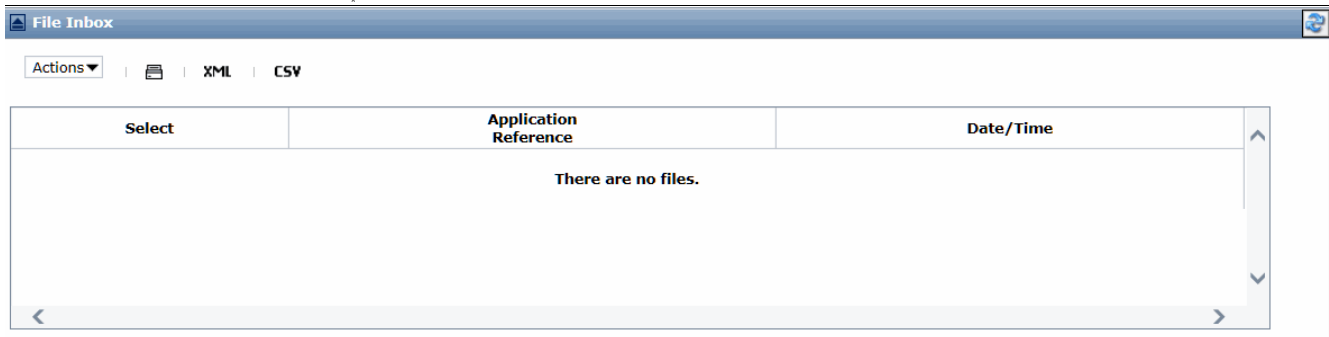 File Inbox
Actions▼ | XML | CSV
Select Application Reference Date/Time
There are no files.